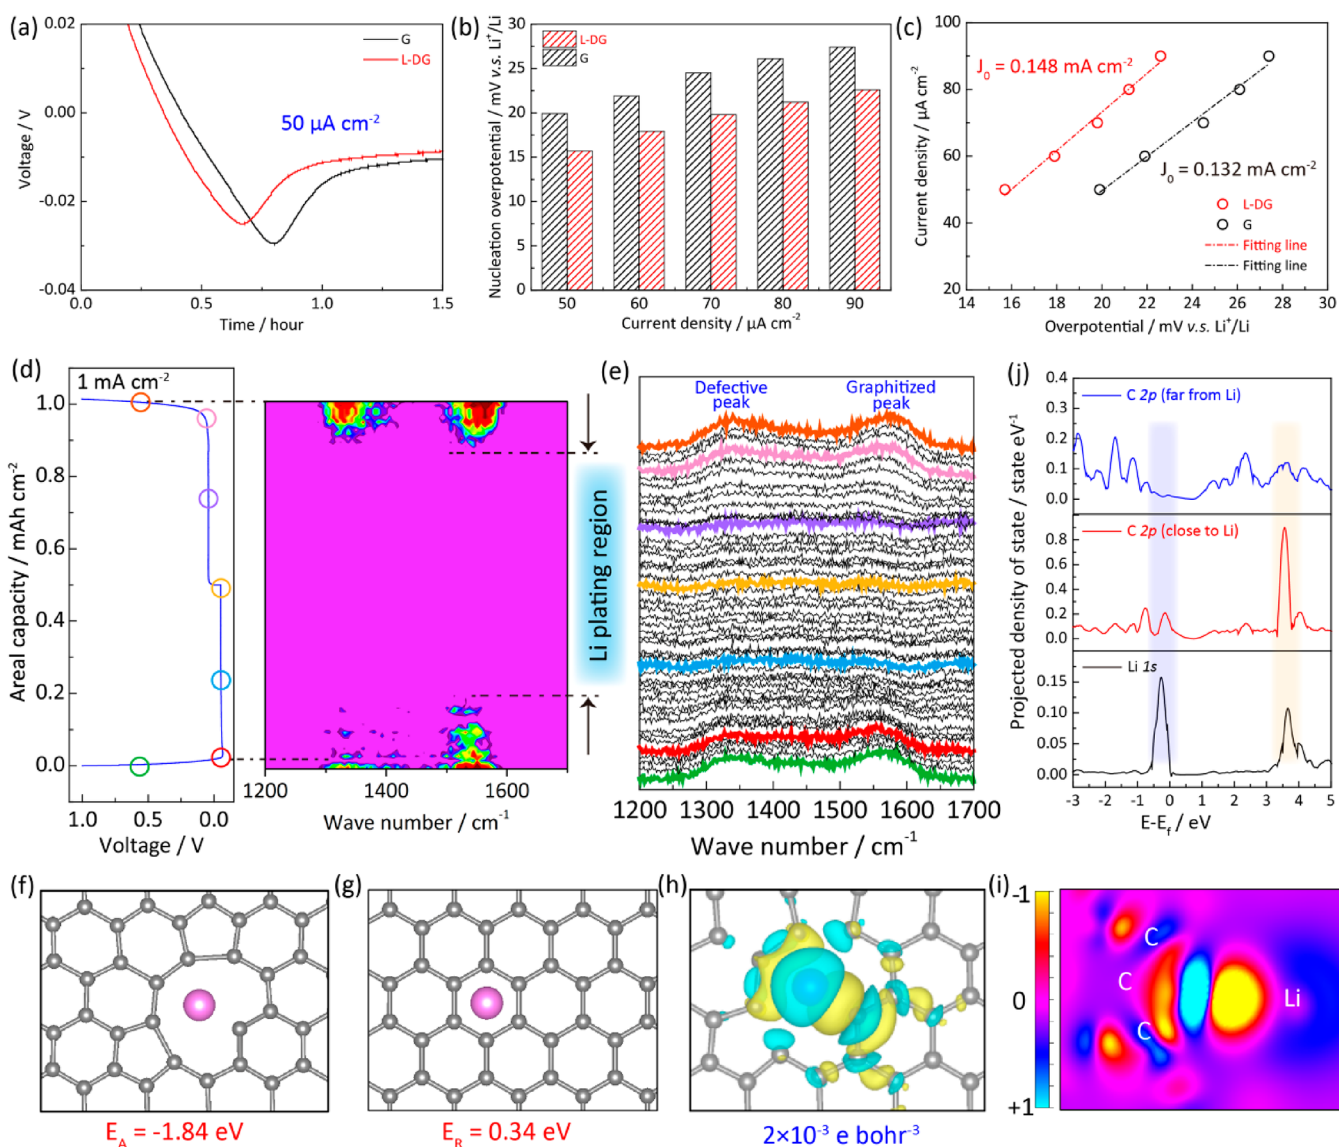 (a)
0.02
0.00
-0.02
-0.04
Voltage / V
G
L-DG
50 μA cm⁻²
0.0 0.5 1.0 1.5
Time / hour
(b)
30
25
20
15
10
5
0
Nucleation overpotential / mV v.s. Li⁺/Li
L-DG
G
50 60 70 80 90
Current density / μA cm⁻²
(c)
100
80
60
40
20
Current density / μA cm⁻²
J₀ = 0.148 mA cm⁻²
J₀ = 0.132 mA cm⁻²
L-DG
G
Fitting line
Fitting line
14 16 18 20 22 24 26 28
Overpotential / mV v.s. Li⁺/Li
(d)
1 mA cm⁻²
1.0
0.8
0.6
0.4
0.2
0.0
Areal capacity / mAh cm⁻²
1.0 0.5 0.0
Voltage / V
1200 1400 1600
Wave number / cm⁻¹
Li plating region
(e)
Defective
peak
Graphitized
peak
1200 1300 1400 1500 1600 1700
Wave number / cm⁻¹
(j)
0.4
0.3
0.2
0.1
0.0
C 2p (far from Li)
0.8
0.6
0.4
0.2
0.0
C 2p (close to Li)
0.15
0.10
0.05
0.00
Li 1s
Projected density of state / state eV⁻¹
-3 -2 -1 0 1 2 3 4 5
E-E_f / eV
(f)
E_A = -1.84 eV
(g)
E_R = 0.34 eV
(h)
2×10⁻³ e bohr⁻³
(i)
-1
0
+1
C
C
C
Li